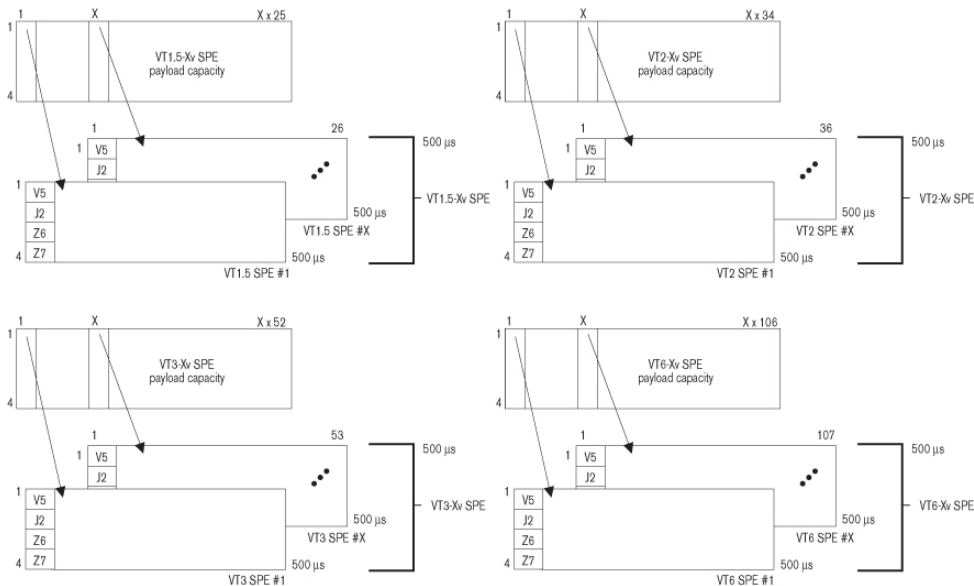 1 X X x 25
1
VT1.5-Xv SPE
payload capacity
4
1 26
500 µs
1 V5
J2
1
V5
VT1.5-Xv SPE
J2
500 µs
Z6
VT1.5 SPE #X
4 Z7
500 µs
VT1.5 SPE #1
1 X X x 34
1
VT2-Xv SPE
payload capacity
4
1 36
500 µs
1 V5
J2
1
V5
VT2-Xv SPE
J2
500 µs
Z6
VT2 SPE #X
4 Z7
500 µs
VT2 SPE #1
1 X X x 52
1
VT3-Xv SPE
payload capacity
4
1 53
500 µs
1 V5
J2
1
V5
VT3-Xv SPE
J2
500 µs
Z6
VT3 SPE #X
4 Z7
500 µs
VT3 SPE #1
1 X X x 106
1
VT6-Xv SPE
payload capacity
4
1 107
500 µs
1 V5
J2
1
V5
VT6-Xv SPE
J2
500 µs
Z6
VT6 SPE #X
4 Z7
500 µs
VT6 SPE #1